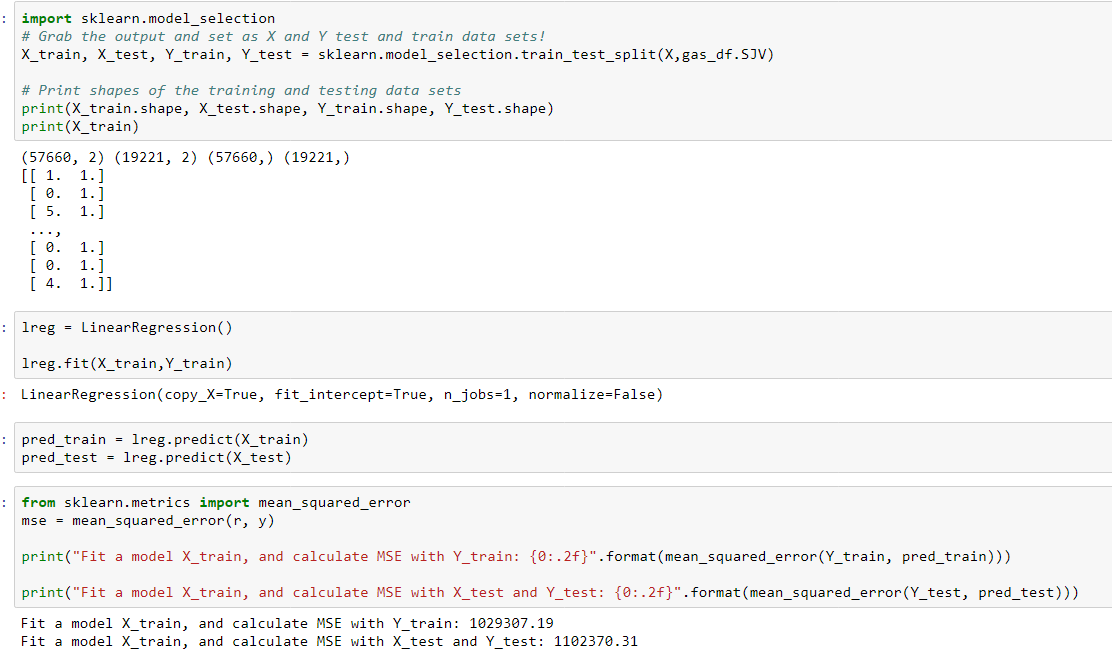 : import sklearn.model_selection
# Grab the output and set as X and Y test and train data sets!
X_train, X_test, Y_train, Y_test = sklearn.model_selection.train_test_split(X,gas_df.SJV)
# Print shapes of the training and testing data sets
print(X_train.shape, X_test.shape, Y_train.shape, Y_test.shape)
print(X_train)
(57660, 2) (19221, 2) (57660,) (19221,)
[[ 1.  1.]
 [ 0.  1.]
 [ 5.  1.]
 ...,
 [ 0.  1.]
 [ 0.  1.]
 [ 4.  1.]]
: lreg = LinearRegression()
lreg.fit(X_train,Y_train)
: LinearRegression(copy_X=True, fit_intercept=True, n_jobs=1, normalize=False)
: pred_train = lreg.predict(X_train)
pred_test = lreg.predict(X_test)
: from sklearn.metrics import mean_squared_error
mse = mean_squared_error(r, y)
print("Fit a model X_train, and calculate MSE with Y_train: {0:.2f}".format(mean_squared_error(Y_train, pred_train)))
print("Fit a model X_train, and calculate MSE with X_test and Y_test: {0:.2f}".format(mean_squared_error(Y_test, pred_test)))
Fit a model X_train, and calculate MSE with Y_train: 1029307.19
Fit a model X_train, and calculate MSE with X_test and Y_test: 1102370.31